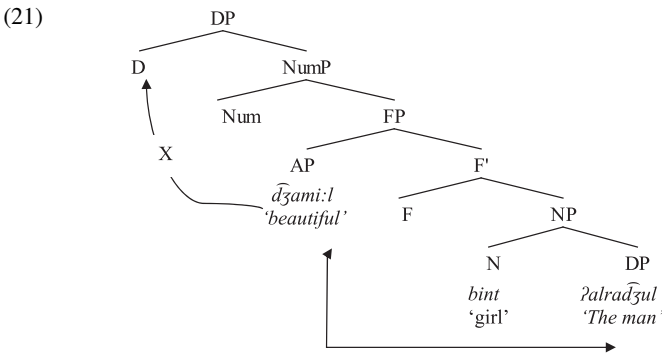 (21)
DP
D NumP
Num FP
X
AP F'
d͡ʒami:l
‘beautiful’
F NP
N DP
bint ʔalrad͡ʒul
‘girl’ ‘The man’